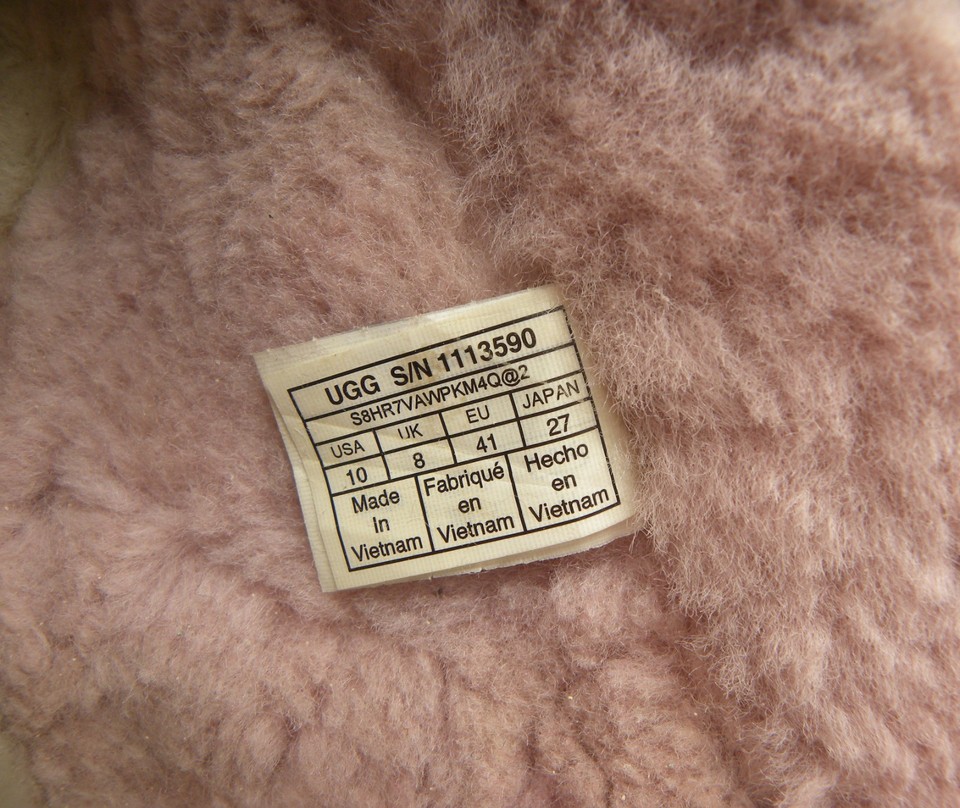 UGG S/N 1113590
S8HR7VAWPKM4Q@2
USA UK EU JAPAN
10 8 41 27
Made Fabriqué Hecho
In en en
Vietnam Vietnam Vietnam